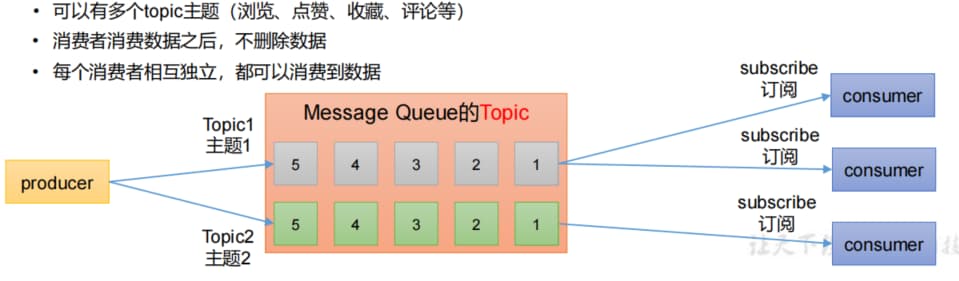 • 可以有多个topic主题（浏览、点赞、收藏、评论等）
• 消费者消费数据之后，不删除数据
• 每个消费者相互独立，都可以消费到数据
Message Queue的Topic
Topic1
主题1
5 4 3 2 1
producer
5 4 3 2 1
Topic2
主题2
subscribe
订阅
consumer
subscribe
订阅
consumer
subscribe
订阅
consumer
让天下
技